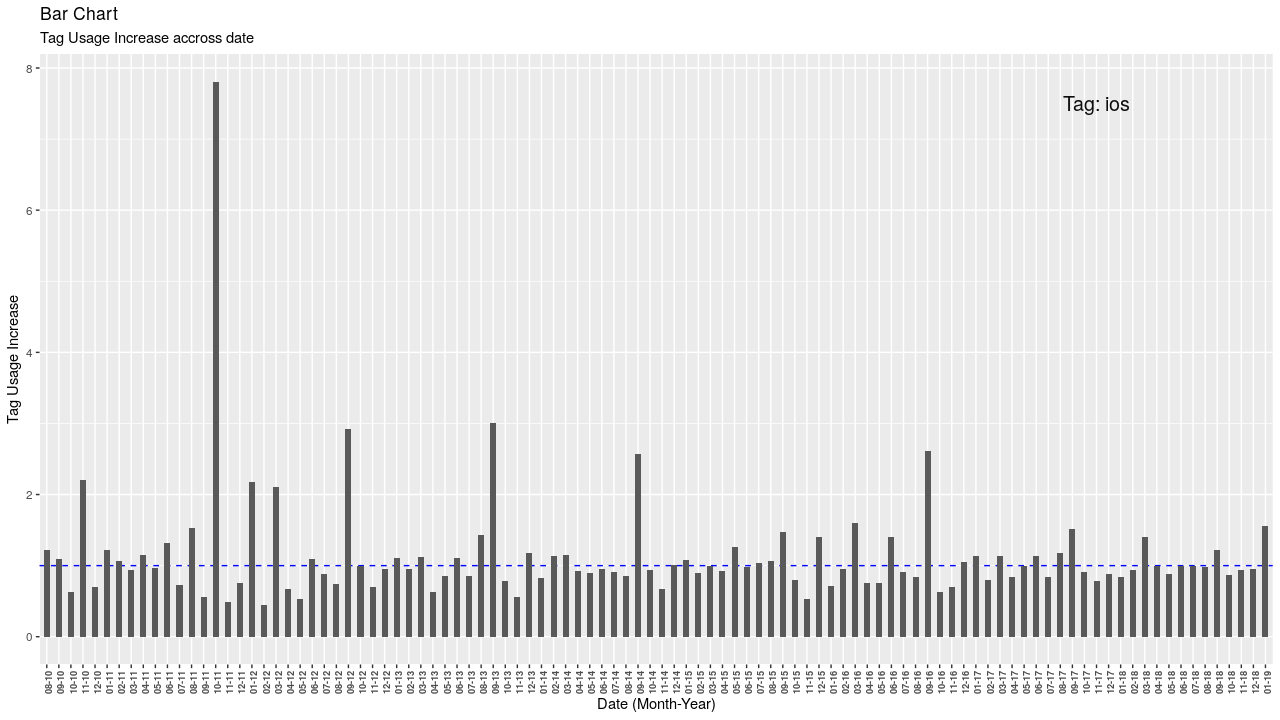 Bar Chart
Tag Usage Increase accross date
Tag: ios
8
6
4
2
0
Tag Usage Increase
08-10 09-10 10-10 11-10 12-10 01-11 02-11 03-11 04-11 05-11 06-11 07-11 08-11 09-11 10-11 11-11 12-11 01-12 02-12 03-12 04-12 05-12 06-12 07-12 08-12 09-12 10-12 11-12 12-12 01-13 02-13 03-13 04-13 05-13 06-13 07-13 08-13 09-13 10-13 11-13 12-13 01-14 02-14 03-14 04-14 05-14 06-14 07-14 08-14 09-14 10-14 11-14 12-14 01-15 02-15 03-15 04-15 05-15 06-15 07-15 08-15 09-15 10-15 11-15 12-15 01-16 02-16 03-16 04-16 05-16 06-16 07-16 08-16 09-16 10-16 11-16 12-16 01-17 02-17 03-17 04-17 05-17 06-17 07-17 08-17 09-17 10-17 11-17 12-17 01-18 02-18 03-18 04-18 05-18 06-18 07-18 08-18 09-18 10-18 11-18 12-18 01-19
Date (Month-Year)